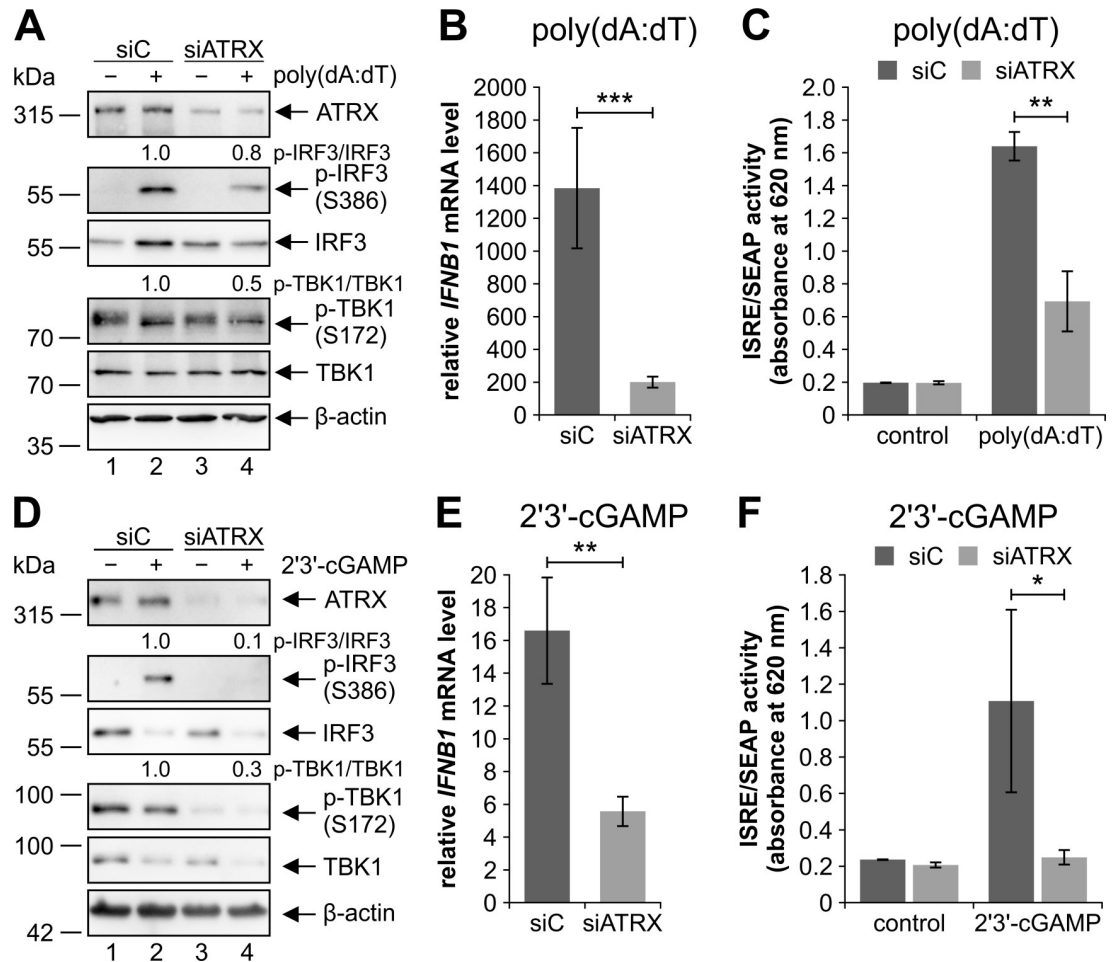 A
siC siATRX
kDa − + − + poly(dA:dT)
315 ATRX
1.0 0.8 p-IRF3/IRF3
55 p-IRF3
(S386)
55 IRF3
1.0 0.5 p-TBK1/TBK1
p-TBK1
70 (S172)
70 TBK1
β-actin
35
1 2 3 4
B
poly(dA:dT)
relative IFNB1 mRNA level
2000
1800
1600
1400
1200
1000
800
600
400
200
0
***
siC siATRX
C
poly(dA:dT)
siC siATRX
ISRE/SEAP activity
(absorbance at 620 nm)
1.8
1.6
1.4
1.2
1.0
0.8
0.6
0.4
0.2
0
**
control poly(dA:dT)
D
siC siATRX
kDa − + − + 2'3'-cGAMP
315 ATRX
1.0 0.1 p-IRF3/IRF3
p-IRF3
55 (S386)
55 IRF3
1.0 0.3 p-TBK1/TBK1
100 p-TBK1
(S172)
100 TBK1
β-actin
42
1 2 3 4
E
2'3'-cGAMP
relative IFNB1 mRNA level
20
18
16
14
12
10
8
6
4
2
0
**
siC siATRX
F
2'3'-cGAMP
siC siATRX
ISRE/SEAP activity
(absorbance at 620 nm)
1.8
1.6
1.4
1.2
1.0
0.8
0.6
0.4
0.2
0
*
control 2'3'-cGAMP